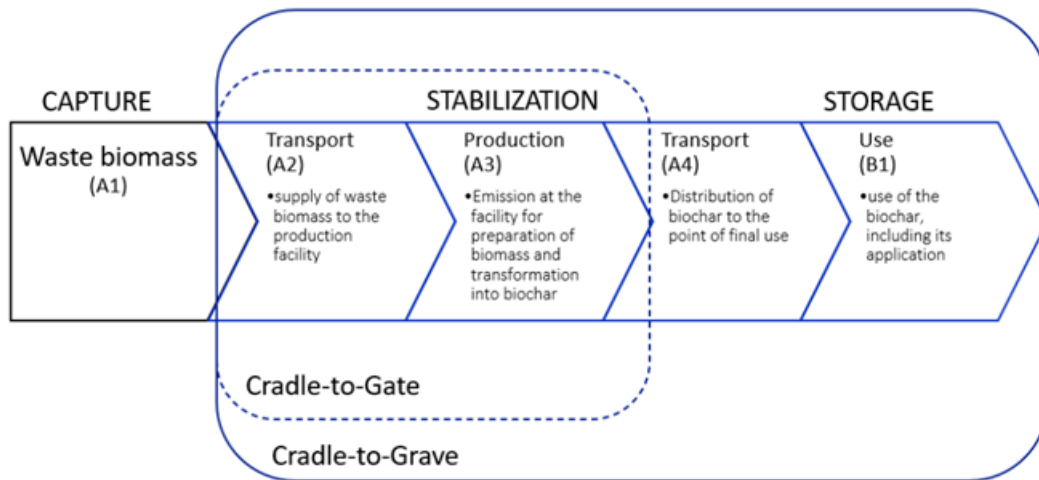 CAPTURE
STABILIZATION
STORAGE
Waste biomass
(A1)
Transport
(A2)
•supply of waste
biomass to the
production
facility
Production
(A3)
•Emission at the
facility for
preparation of
biomass and
transformation
into biochar
Transport
(A4)
•Distribution of
biochar to the
point of final use
Use
(B1)
•use of the
biochar,
including its
application
Cradle-to-Gate
Cradle-to-Grave